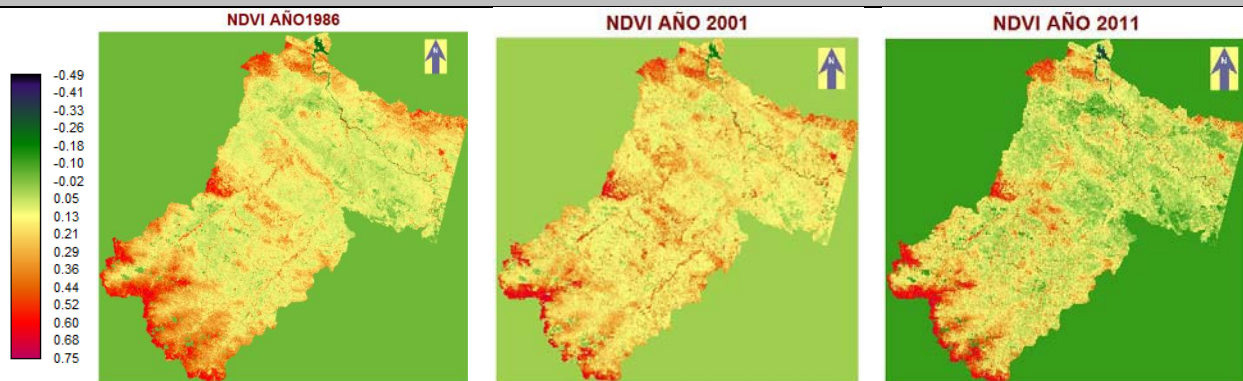 NDVI AÑO1986
NDVI AÑO 2001
NDVI AÑO 2011
N
N
N
-0.49
-0.41
-0.33
-0.26
-0.18
-0.10
-0.02
0.05
0.13
0.21
0.29
0.36
0.44
0.52
0.60
0.68
0.75